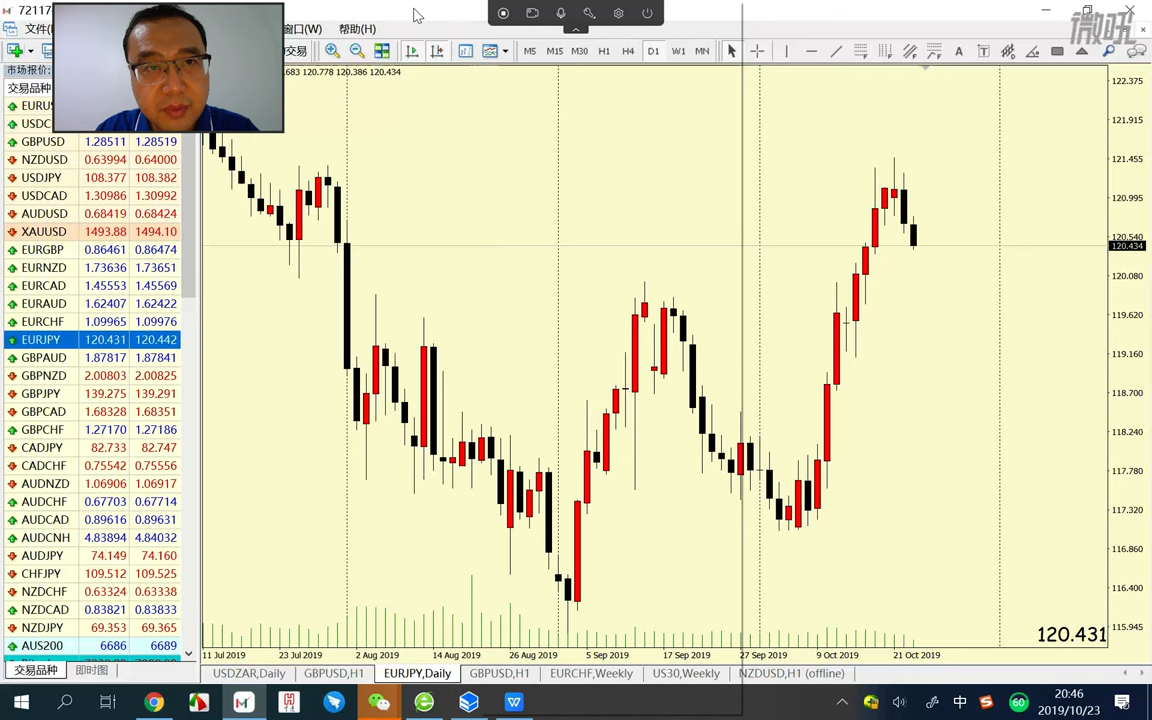 72117
微吼
文件(
窗口(W) 帮助(H)
交易 M5 M15 M30 H1 H4 D1 W1 MN A T
市场报价:
交易品种
.683 120.778 120.386 120.434
EURUS
USDC
GBPUSD 1.28511 1.28519
NZDUSD 0.63994 0.64000
USDJPY 108.377 108.382
USDCAD 1.30986 1.30992
AUDUSD 0.68419 0.68424
XAUUSD 1493.88 1494.10
EURGBP 0.86461 0.86474
EURNZD 1.73636 1.73651
EURCAD 1.45553 1.45569
EURAUD 1.62407 1.62422
EURCHF 1.09965 1.09976
EURJPY 120.431 120.442
GBPAUD 1.87817 1.87841
GBPNZD 2.00803 2.00825
GBPJPY 139.275 139.291
GBPCAD 1.68328 1.68351
GBPCHF 1.27170 1.27186
CADJPY 82.733 82.747
CADCHF 0.75542 0.75556
AUDNZD 1.06906 1.06917
AUDCHF 0.67703 0.67714
AUDCAD 0.89616 0.89631
AUDCNH 4.83894 4.84032
AUDJPY 74.149 74.160
CHFJPY 109.512 109.525
NZDCHF 0.63324 0.63338
NZDCAD 0.83821 0.83833
NZDJPY 69.353 69.365
AUS200 6686 6689
交易品种 即时图
122.375
121.915
121.455
120.995
120.540
120.434
120.080
119.620
119.160
118.700
118.240
117.780
117.320
116.860
116.400
115.945
120.431
11 Jul 2019 23 Jul 2019 2 Aug 2019 14 Aug 2019 26 Aug 2019 5 Sep 2019 17 Sep 2019 27 Sep 2019 9 Oct 2019 21 Oct 2019
USDZAR,Daily GBPUSD,H1 EURJPY,Daily GBPUSD,H1 EURCHF,Weekly US30,Weekly NZDUSD,H1 (offline)
中 60 20:46
2019/10/23